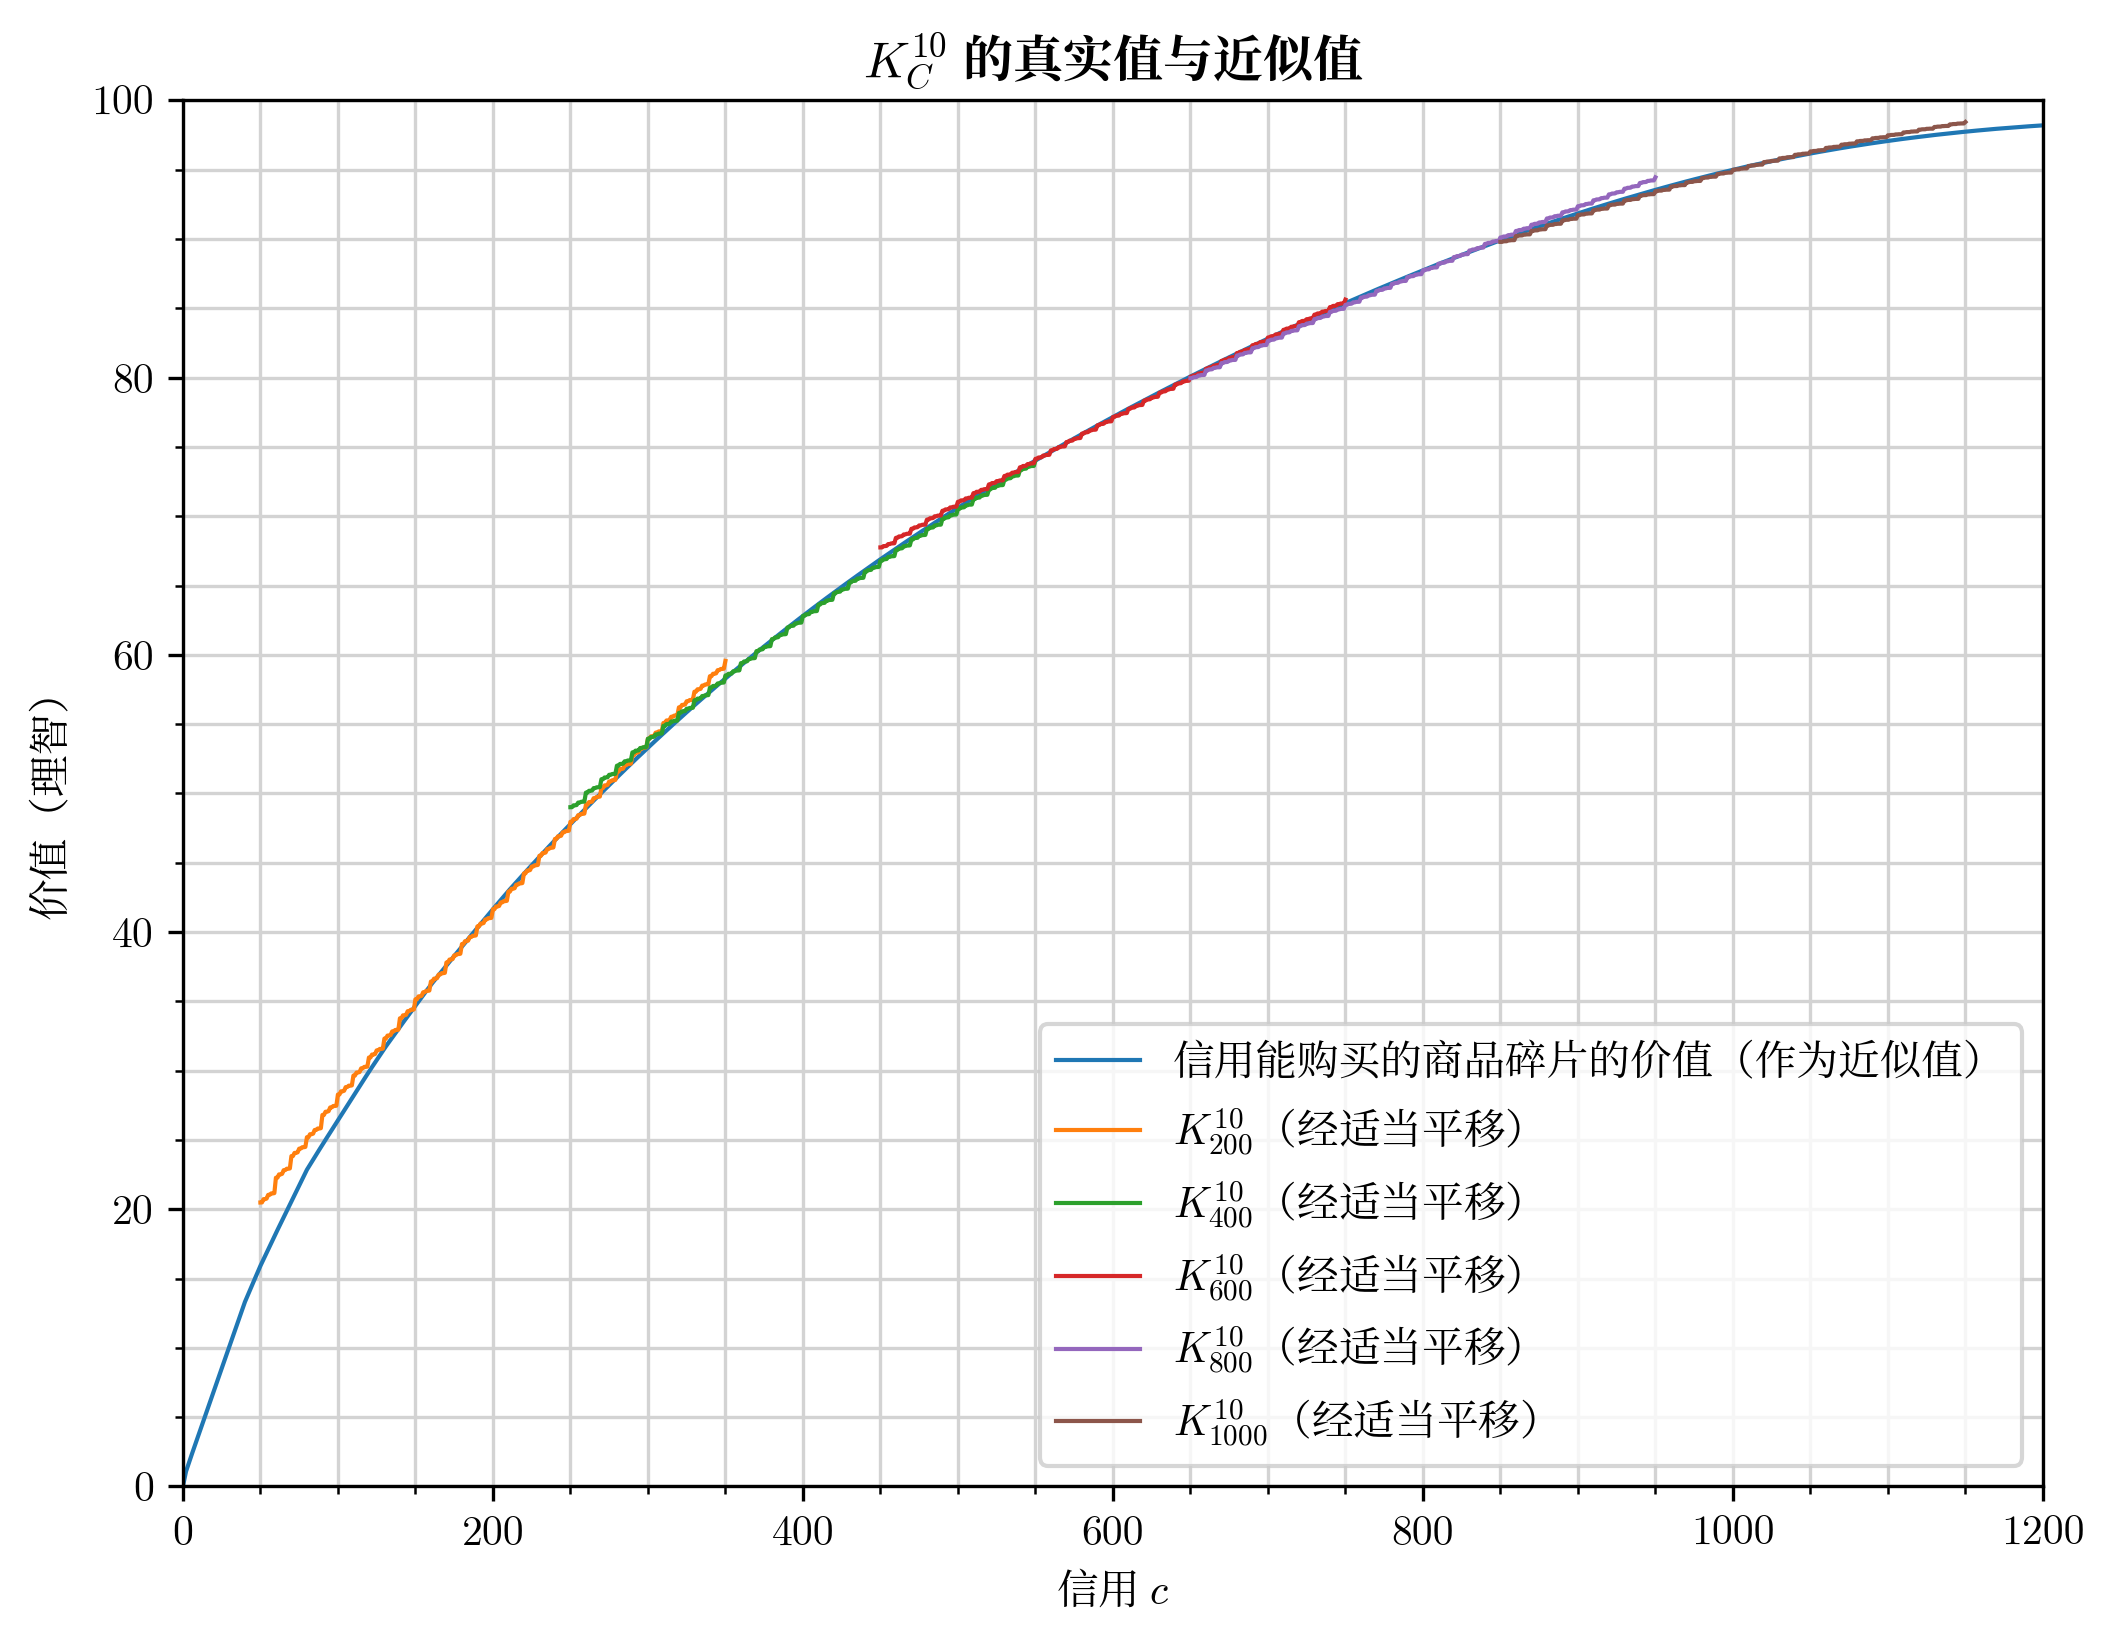 $K_C^{10}$ 的真实值与近似值
100
80
60
40
20
0
价值（理智）
0 200 400 600 800 1000 1200
信用 c
信用能购买的商品碎片的价值（作为近似值）
$K_{200}^{10}$（经适当平移）
$K_{400}^{10}$（经适当平移）
$K_{600}^{10}$（经适当平移）
$K_{800}^{10}$（经适当平移）
$K_{1000}^{10}$（经适当平移）